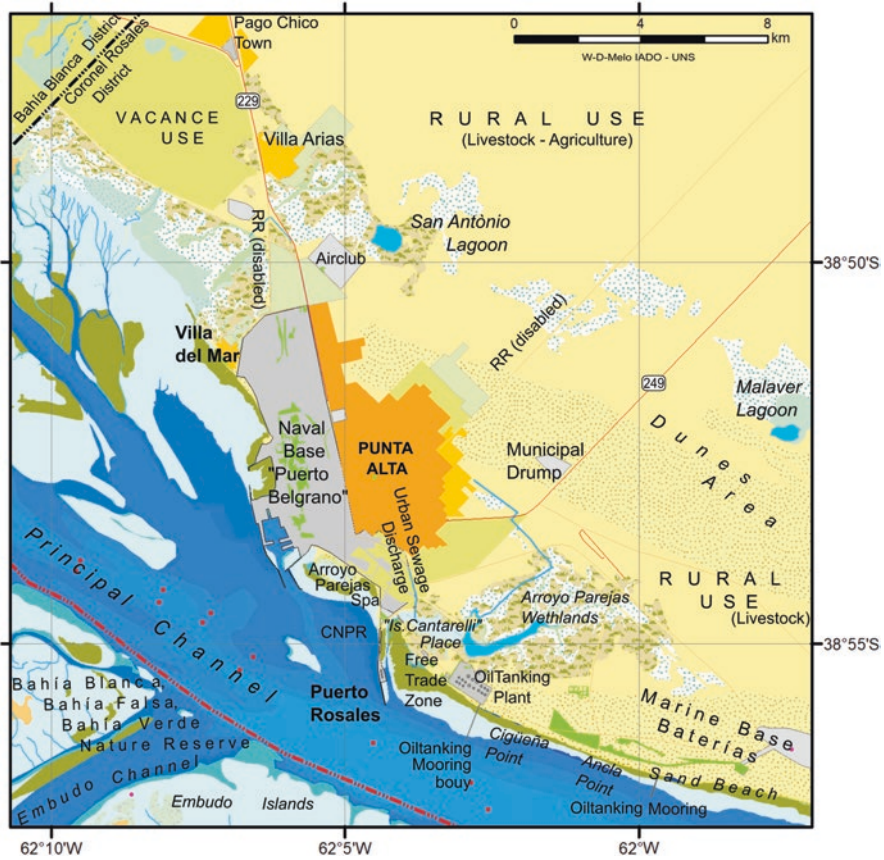 Pago Chico
Town
0 4 8
km
W-D-Melo IADO - UNS
Bahía Blanca District
Coronel Rosales
District
VACANCE
USE
229
Villa Arias
RURAL USE
(Livestock - Agriculture)
San Antònio
Lagoon
RR (disabled)
Airclub
38°50'S
Villa
del Mar
RR (disabled)
249
Malaver
Lagoon
Naval
Base
"Puerto
Belgrano"
PUNTA
ALTA
Municipal
Drump
Dunes
Area
Urban Sewage
Discharge
Principal
Channel
Arroyo
Parejas
Spa
Arroyo Parejas
Wethlands
RURAL
USE
(Livestock)
CNPR
"Is.Cantarelli"
Place
38°55'S
Free
Trade
Zone
OilTanking
Plant
Bahía Blanca,
Bahía Falsa,
Bahía Verde
Nature Reserve
Puerto
Rosales
Marine Base
Baterías
Oiltanking
Mooring
bouy
Cigüeña
Point
Ancla
Point
Sand Beach
Embudo Channel
Embudo Islands
Oiltanking Mooring
62°10'W
62°5'W
62°W